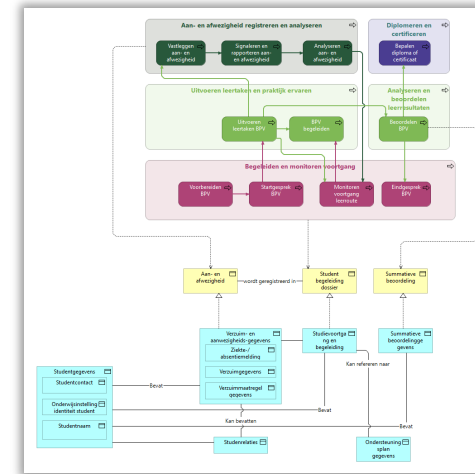 Aan- en afwezigheid registreren en analyseren
Diplomeren en
certificeren
Vastleggen
aan- en
afwezigheid
Signaleren en
rapporteren aan-
en afwezigheid
Analyseren
aan- en
afwezigheid
Bepalen
diploma of
certificaat
Uitvoeren leertaken en praktijk ervaren
Analyseren en
beoordelen
leerresultaten
Uitvoeren
leertaken BPV
BPV
begeleiden
Beoordelen
BPV
Begeleiden en monitoren voortgang
Voorbereiden
BPV
Startgesprek
BPV
Monitoren
voortgang
leerroute
Eindgesprek
BPV
Aan- en
afwezigheid
wordt geregistreerd in
Student
begeleiding
dossier
Summatieve
beoordeling
Verzuim- en
aanwezigheids-gegevens
Ziekte-/
absentiemelding
Verzuimgegevens
Verzuimmaatregel
gegevens
Studievoortga
ng en
begeleiding
Summatieve
beoordelingge
gevens
Studentgegevens
Studentcontact
Onderwijsinstelling
identiteit student
Studentnaam
Bevat
Kan refereren naar
Bevat
Kan bevatten
Bevat
Studentrelaties
Ondersteuning
splan
gegevens